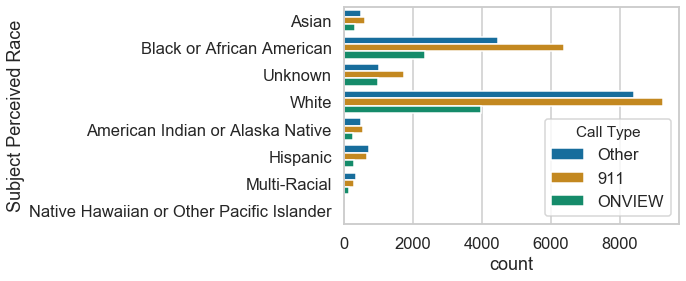 Subject Perceived Race
Asian
Black or African American
Unknown
White
American Indian or Alaska Native
Hispanic
Multi-Racial
Native Hawaiian or Other Pacific Islander
Call Type
Other
911
ONVIEW
0 2000 4000 6000 8000
count